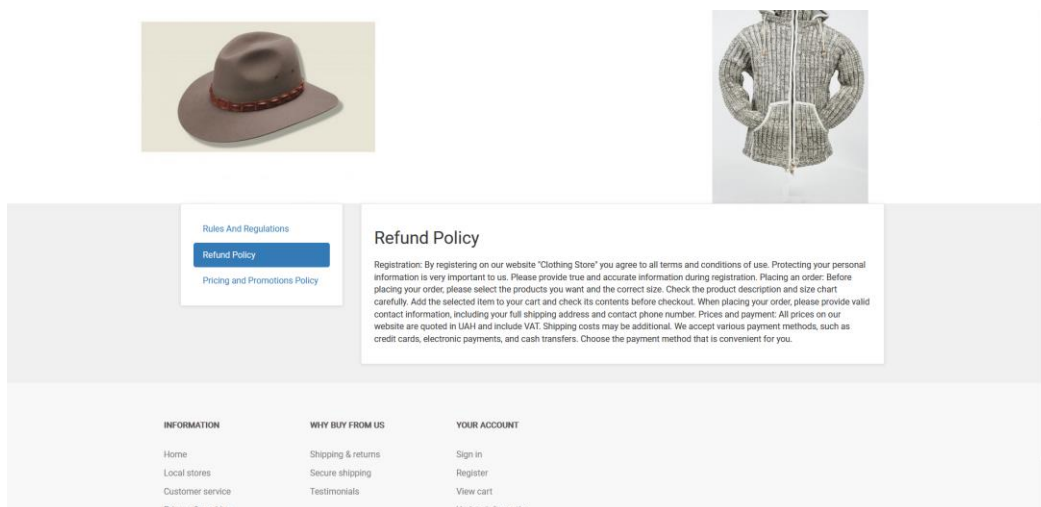 Rules And Regulations
Refund Policy
Pricing and Promotions Policy
Refund Policy
Registration: By registering on our website "Clothing Store" you agree to all terms and conditions of use. Protecting your personal
information is very important to us. Please provide true and accurate information during registration. Placing an order: Before
placing your order, please select the products you want and the correct size. Check the product description and size chart
carefully. Add the selected item to your cart and check its contents before checkout. When placing your order, please provide valid
contact information, including your full shipping address and contact phone number. Prices and payment: All prices on our
website are quoted in UAH and include VAT. Shipping costs may be additional. We accept various payment methods, such as
credit cards, electronic payments, and cash transfers. Choose the payment method that is convenient for you.
INFORMATION
Home
Local stores
Customer service
WHY BUY FROM US
Shipping & returns
Secure shipping
Testimonials
YOUR ACCOUNT
Sign in
Register
View cart